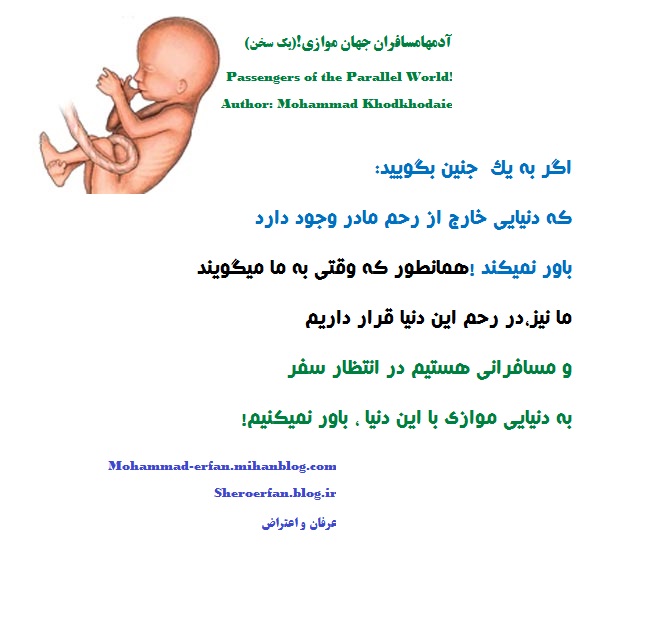 آدمهامسافران جهان موازی!(یک سخن)
Passengers of the Parallel World!
Author: Mohammad Khodkhodaie
اگر به یك جنین بگویید:
که دنیایی خارج از رحم مادر وجود دارد
باور نمیکند !همانطور که وقتی به ما میگویند
ما نیز،در رحم این دنیا قرار داریم
و مسافرانی هستیم در انتظار سفر
به دنیایی موازی با این دنیا ، باور نمیکنیم!
Mohammad-erfan.mihanblog.com
Sheroerfan.blog.ir
عرفان و اعتراض